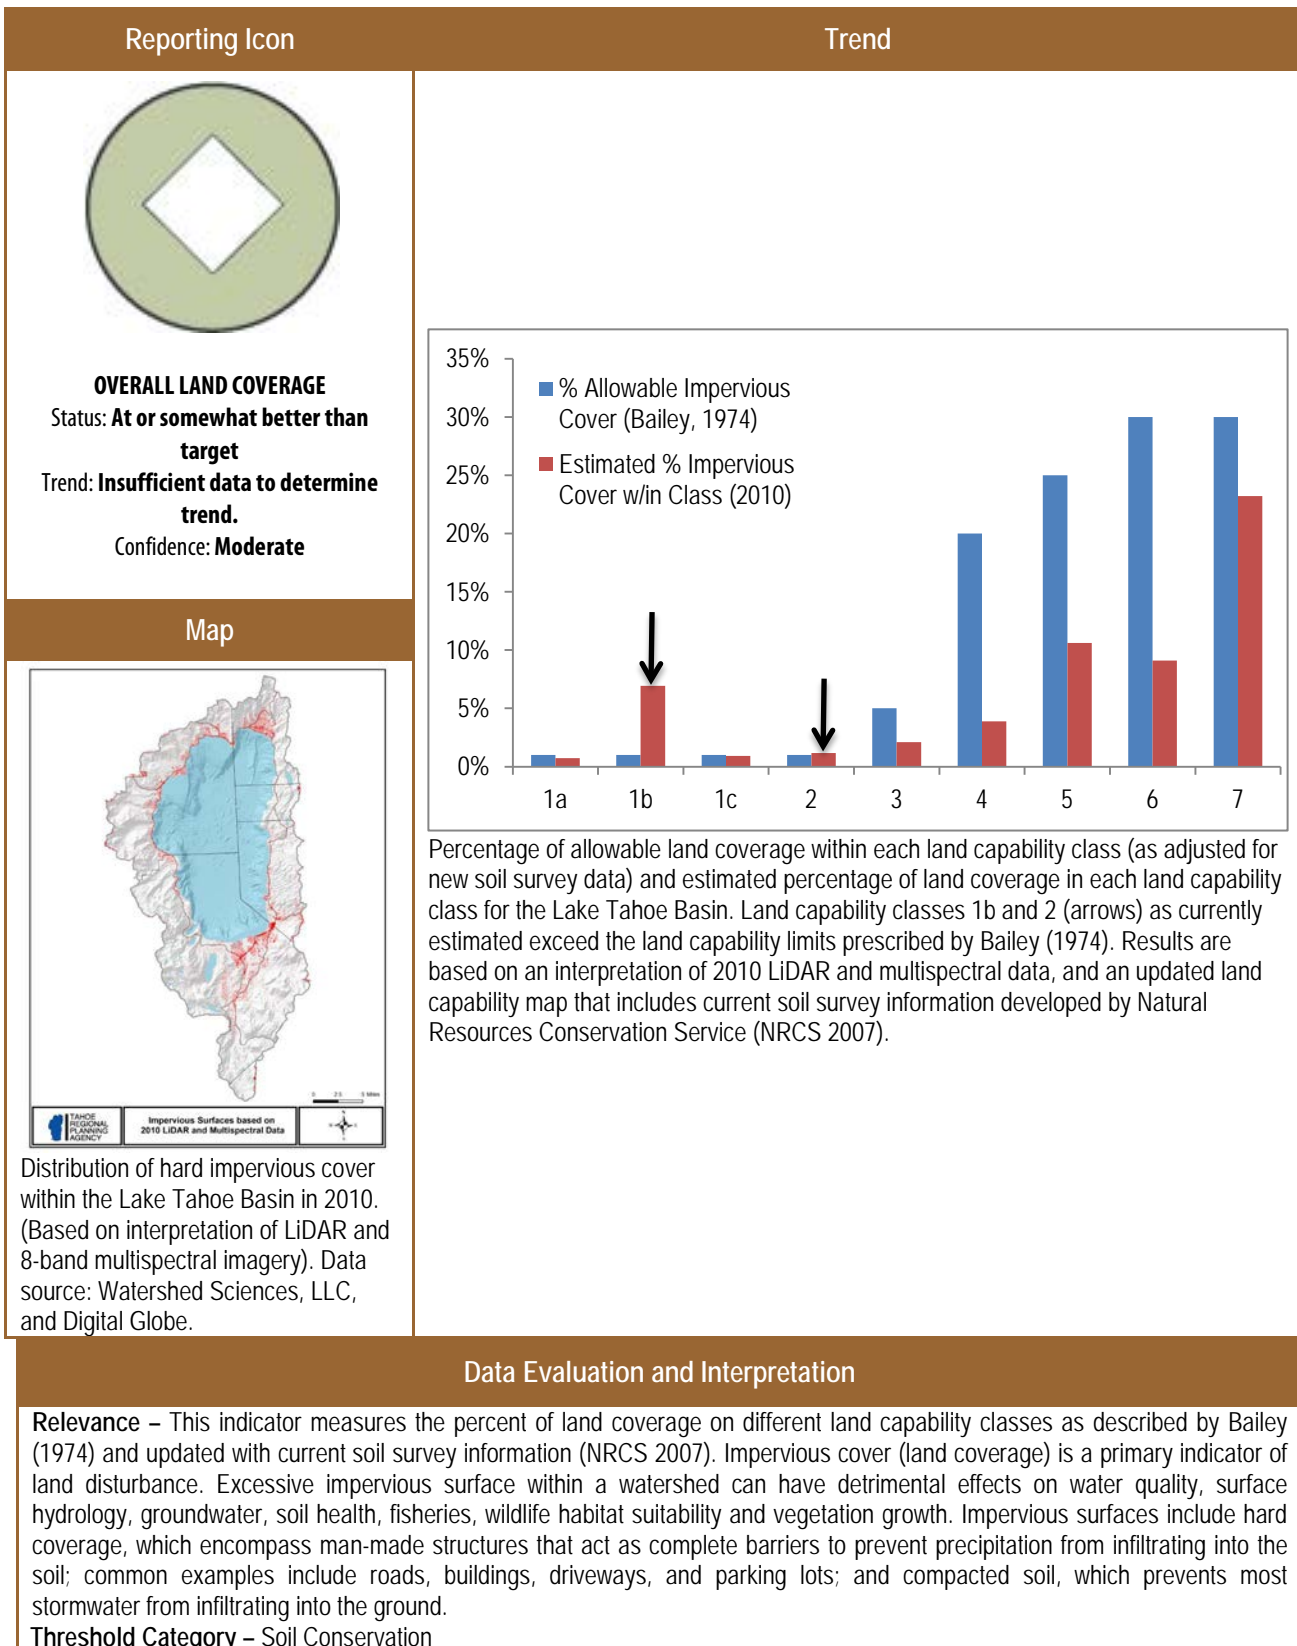 Reporting Icon
OVERALL LAND COVERAGE
Status: At or somewhat better than
target
Trend: Insufficient data to determine
trend.
Confidence: Moderate
Map
0 2.5 5 Miles
TAHOE
REGIONAL
PLANNING
AGENCY
Impervious Surfaces based on
2010 LiDAR and Multispectral Data
Distribution of hard impervious cover
within the Lake Tahoe Basin in 2010.
(Based on interpretation of LiDAR and
8-band multispectral imagery). Data
source: Watershed Sciences, LLC,
and Digital Globe.
Trend
35%
30%
25%
20%
15%
10%
5%
0%
% Allowable Impervious
Cover (Bailey, 1974)
Estimated % Impervious
Cover w/in Class (2010)
1a 1b 1c 2 3 4 5 6 7
Percentage of allowable land coverage within each land capability class (as adjusted for
new soil survey data) and estimated percentage of land coverage in each land capability
class for the Lake Tahoe Basin. Land capability classes 1b and 2 (arrows) as currently
estimated exceed the land capability limits prescribed by Bailey (1974). Results are
based on an interpretation of 2010 LiDAR and multispectral data, and an updated land
capability map that includes current soil survey information developed by Natural
Resources Conservation Service (NRCS 2007).
Data Evaluation and Interpretation
Relevance – This indicator measures the percent of land coverage on different land capability classes as described by Bailey
(1974) and updated with current soil survey information (NRCS 2007). Impervious cover (land coverage) is a primary indicator of
land disturbance. Excessive impervious surface within a watershed can have detrimental effects on water quality, surface
hydrology, groundwater, soil health, fisheries, wildlife habitat suitability and vegetation growth. Impervious surfaces include hard
coverage, which encompass man-made structures that act as complete barriers to prevent precipitation from infiltrating into the
soil; common examples include roads, buildings, driveways, and parking lots; and compacted soil, which prevents most
stormwater from infiltrating into the ground.
Threshold Category – Soil Conservation